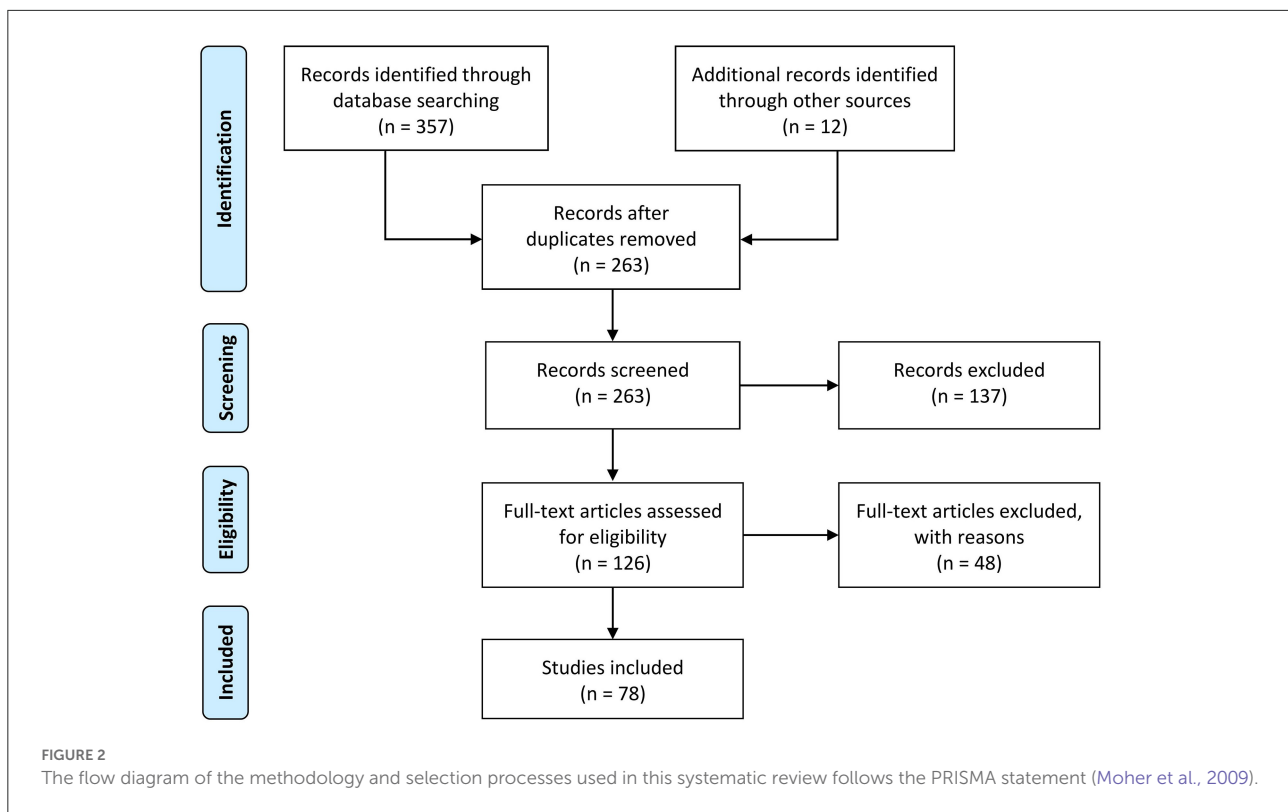 Identification
Records identified through
database searching
(n = 357)
Additional records identified
through other sources
(n = 12)
Records after
duplicates removed
(n = 263)
Screening
Records screened
(n = 263)
Records excluded
(n = 137)
Eligibility
Full-text articles assessed
for eligibility
(n = 126)
Full-text articles excluded,
with reasons
(n = 48)
Included
Studies included
(n = 78)
FIGURE 2
The flow diagram of the methodology and selection processes used in this systematic review follows the PRISMA statement (Moher et al., 2009).